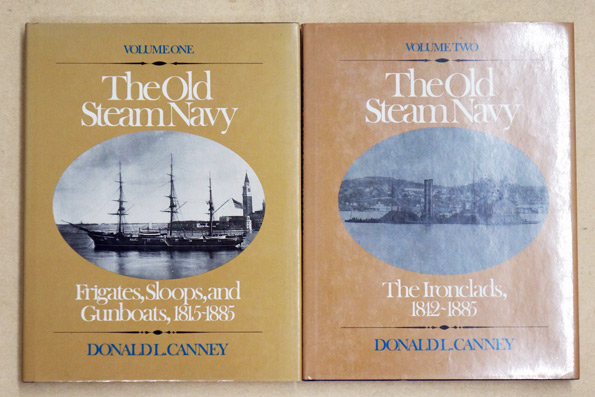 VOLUME ONE
The Old
Steam Navy
Frigates, Sloops, and
Gunboats, 1815-1885
DONALD L. CANNEY
VOLUME TWO
The Old
Steam Navy
The Ironclads,
1842-1885
DONALD L. CANNEY